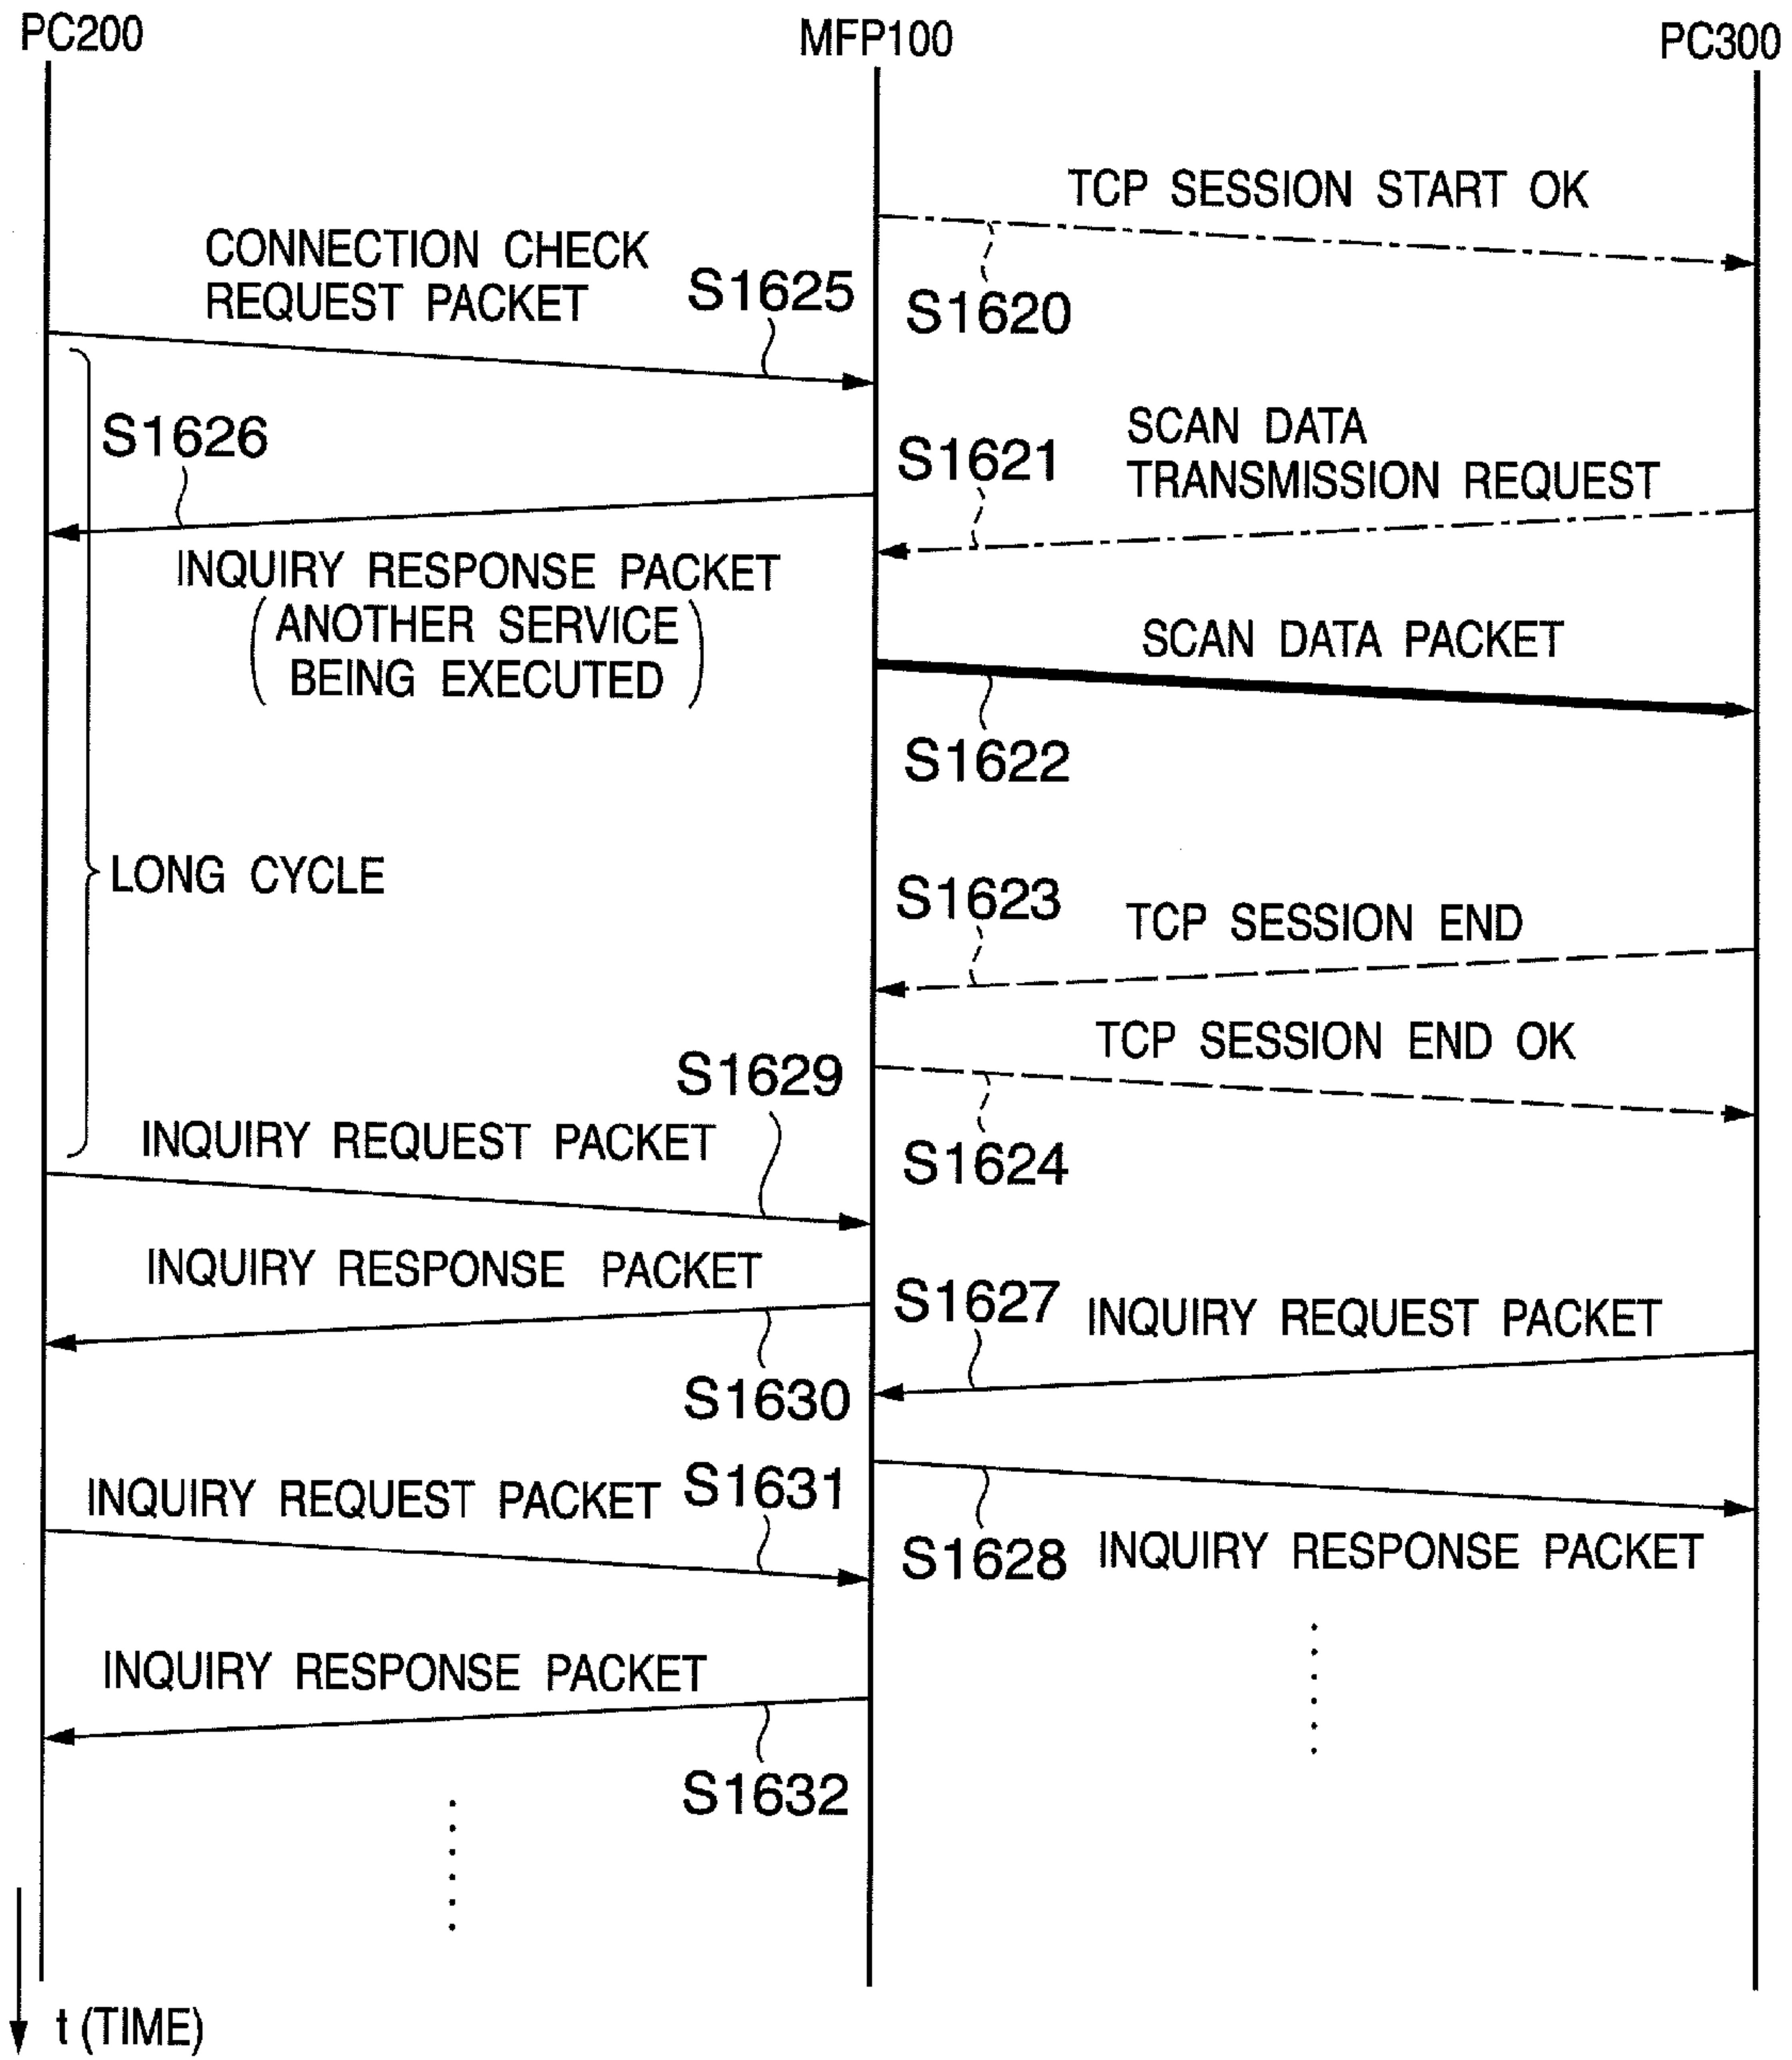 PC200
MFP100
PC300
TCP SESSION START OK
S1620
CONNECTION CHECK
REQUEST PACKET
S1625
S1626
INQUIRY RESPONSE PACKET
(ANOTHER SERVICE
BEING EXECUTED)
S1621
SCAN DATA
TRANSMISSION REQUEST
SCAN DATA PACKET
S1622
LONG CYCLE
S1623
TCP SESSION END
TCP SESSION END OK
S1624
S1629
INQUIRY REQUEST PACKET
INQUIRY RESPONSE PACKET
S1630
S1627
INQUIRY REQUEST PACKET
S1628
INQUIRY RESPONSE PACKET
INQUIRY REQUEST PACKET
S1631
INQUIRY RESPONSE PACKET
S1632
t (TIME)